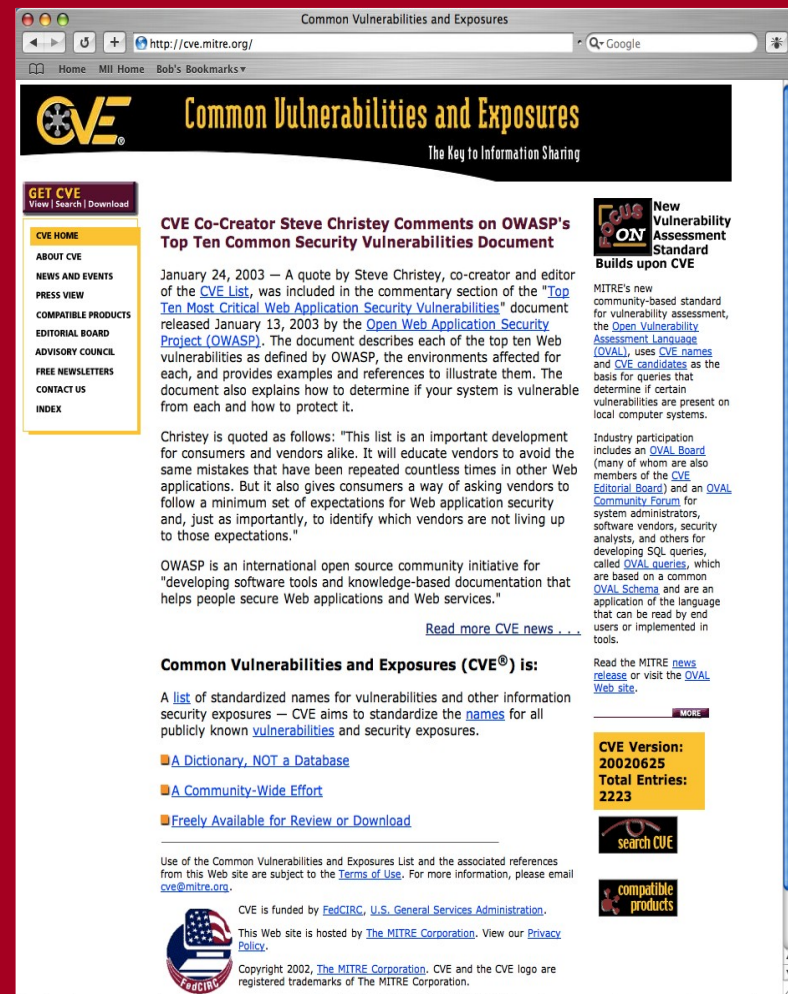 Common Vulnerabilities and Exposures
http://cve.mitre.org/
Q- Google
Home MII Home Bob's Bookmarks
CVE®
Common Vulnerabilities and Exposures
The Key to Information Sharing
GET CVE
View | Search | Download
CVE HOME
ABOUT CVE
NEWS AND EVENTS
PRESS VIEW
COMPATIBLE PRODUCTS
EDITORIAL BOARD
ADVISORY COUNCIL
FREE NEWSLETTERS
CONTACT US
INDEX
CVE Co-Creator Steve Christey Comments on OWASP's
Top Ten Common Security Vulnerabilities Document
January 24, 2003 — A quote by Steve Christey, co-creator and editor
of the CVE List, was included in the commentary section of the "Top
Ten Most Critical Web Application Security Vulnerabilities" document
released January 13, 2003 by the Open Web Application Security
Project (OWASP). The document describes each of the top ten Web
vulnerabilities as defined by OWASP, the environments affected for
each, and provides examples and references to illustrate them. The
document also explains how to determine if your system is vulnerable
from each and how to protect it.
Christey is quoted as follows: "This list is an important development
for consumers and vendors alike. It will educate vendors to avoid the
same mistakes that have been repeated countless times in other Web
applications. But it also gives consumers a way of asking vendors to
follow a minimum set of expectations for Web application security
and, just as importantly, to identify which vendors are not living up
to those expectations."
OWASP is an international open source community initiative for
"developing software tools and knowledge-based documentation that
helps people secure Web applications and Web services."
Read more CVE news . . .
Common Vulnerabilities and Exposures (CVE®) is:
A list of standardized names for vulnerabilities and other information
security exposures — CVE aims to standardize the names for all
publicly known vulnerabilities and security exposures.
A Dictionary, NOT a Database
A Community-Wide Effort
Freely Available for Review or Download
Use of the Common Vulnerabilities and Exposures List and the associated references
from this Web site are subject to the Terms of Use. For more information, please email
cve@mitre.org.
FedCIRC
CVE is funded by FedCIRC, U.S. General Services Administration.
This Web site is hosted by The MITRE Corporation. View our Privacy
Policy.
Copyright 2002, The MITRE Corporation. CVE and the CVE logo are
registered trademarks of The MITRE Corporation.
FOCUS
ON
New
Vulnerability
Assessment
Standard
Builds upon CVE
MITRE's new
community-based standard
for vulnerability assessment,
the Open Vulnerability
Assessment Language
(OVAL), uses CVE names
and CVE candidates as the
basis for queries that
determine if certain
vulnerabilities are present on
local computer systems.
Industry participation
includes an OVAL Board
(many of whom are also
members of the CVE
Editorial Board) and an OVAL
Community Forum for
system administrators,
software vendors, security
analysts, and others for
developing SQL queries,
called OVAL queries, which
are based on a common
OVAL Schema and are an
application of the language
that can be read by end
users or implemented in
tools.
Read the MITRE news
release or visit the OVAL
Web site.
MORE
CVE Version:
20020625
Total Entries:
2223
search CVE
compatible
products